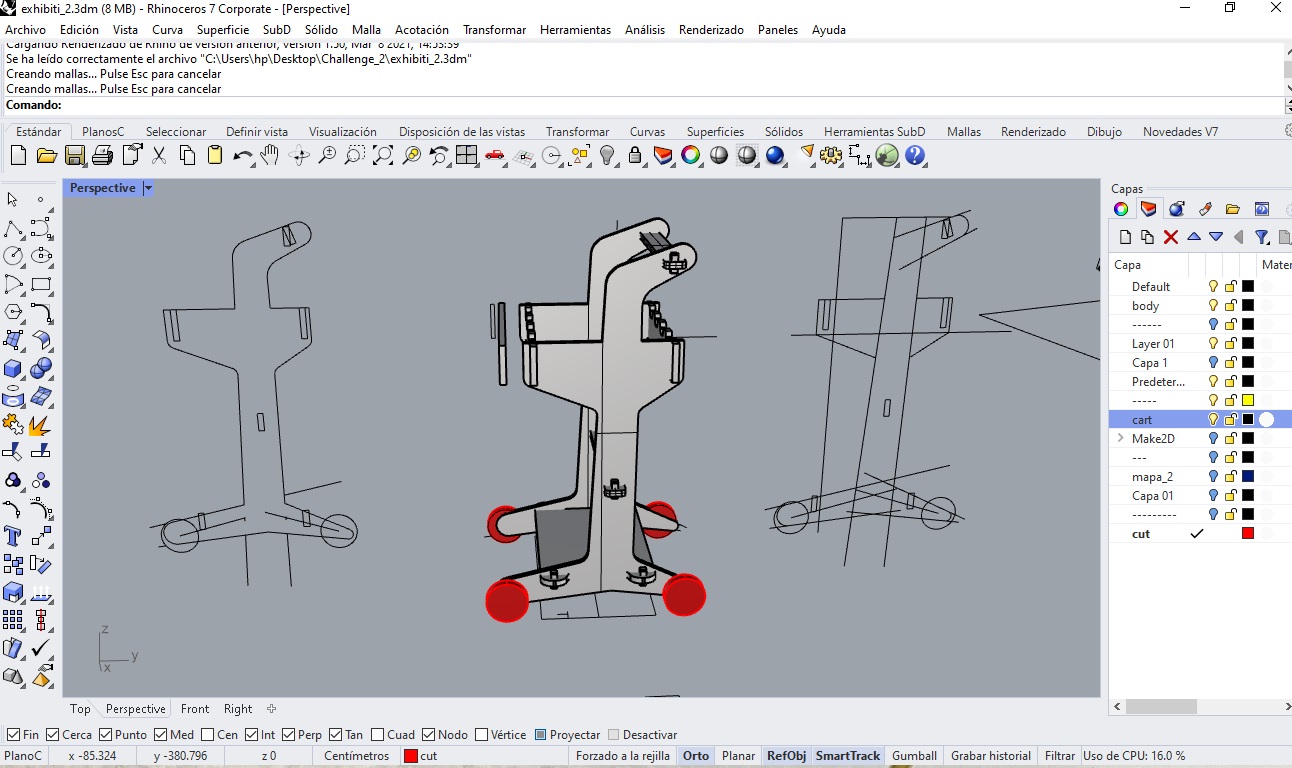 exhibiti_2.3dm (8 MB) - Rhinoceros 7 Corporate - [Perspective]
Archivo Edición Vista Curva Superficie SubD Sólido Malla Acotación Transformar Herramientas Análisis Renderizado Paneles Ayuda
Cargando Renderizado de Rhino de versión anterior, versión 1.50, Mar 8 2021, 14:55:59
Se ha leído correctamente el archivo "C:\Users\hp\Desktop\Challenge_2\exhibiti_2.3dm"
Creando mallas... Pulse Esc para cancelar
Creando mallas... Pulse Esc para cancelar
Comando:
Estándar PlanosC Seleccionar Definir vista Visualización Disposición de las vistas Transformar Curvas Superficies Sólidos Herramientas SubD Mallas Renderizado Dibujo Novedades V7
Perspective
Capas
Capa Mater
Default
body
------
Layer 01
Capa 1
Predeter...
-----
cart
Make2D
---
mapa_2
Capa 01
---------
cut
z
y
x
Top Perspective Front Right
Fin Cerca Punto Med Cen Int Perp Tan Cuad Nodo Vértice Proyectar Desactivar
PlanoC x -85.324 y -380.796 z 0 Centímetros cut Forzado a la rejilla Orto Planar RefObj SmartTrack Gumball Grabar historial Filtrar Uso de CPU: 16.0 %